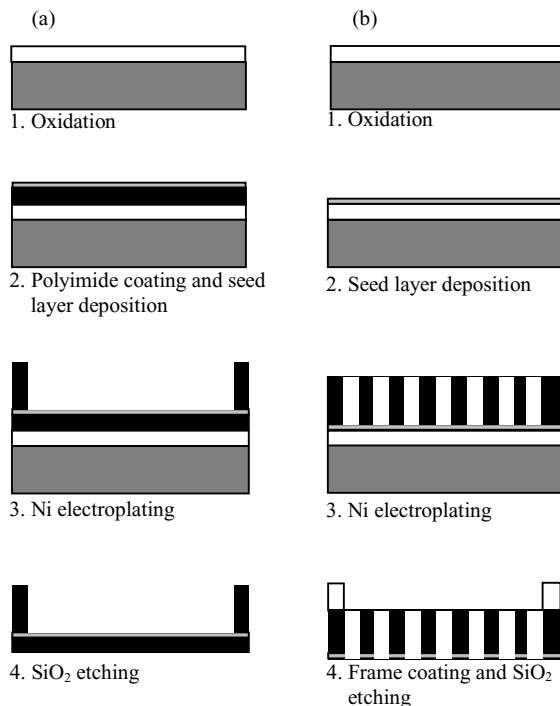 (a)
1. Oxidation
2. Polyimide coating and seed
layer deposition
3. Ni electroplating
4. SiO₂ etching
(b)
1. Oxidation
2. Seed layer deposition
3. Ni electroplating
4. Frame coating and SiO₂
etching